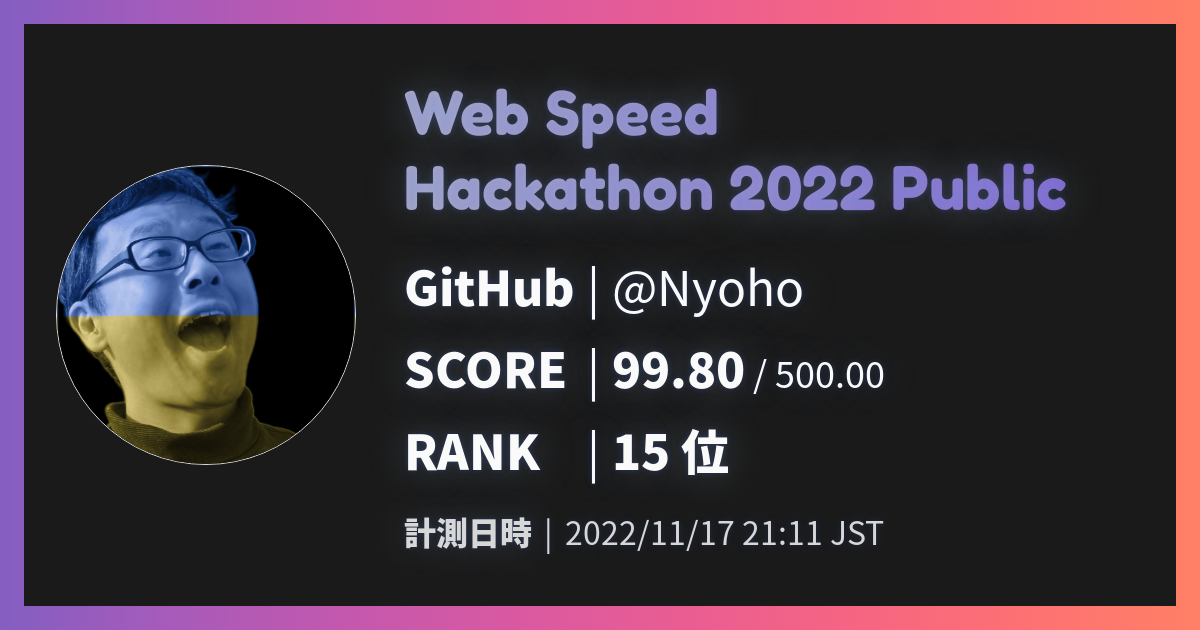 Web Speed
Hackathon 2022 Public
GitHub | @Nyoho
SCORE | 99.80 / 500.00
RANK | 15 位
計測日時 | 2022/11/17 21:11 JST